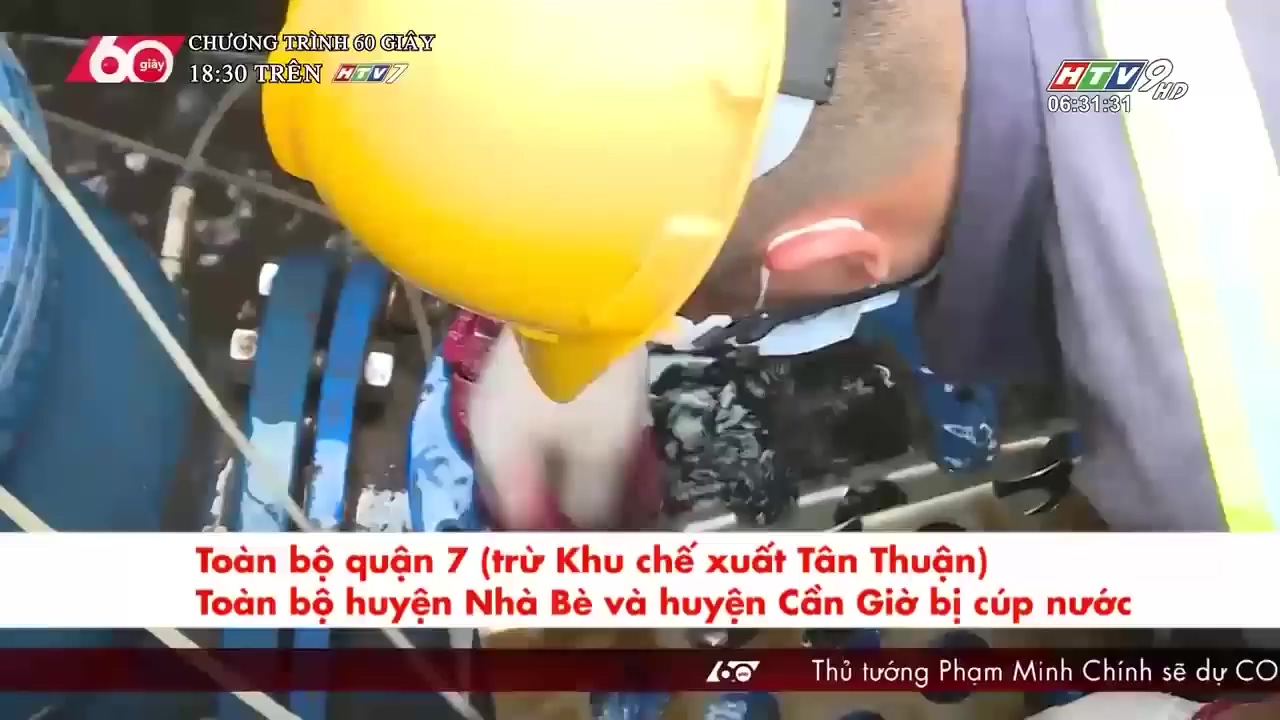 60 giây
CHƯƠNG TRÌNH 60 GIÂY
18:30 TRÊN HTV7
HTV9 HD
06:31:31
Toàn bộ quận 7 (trừ Khu chế xuất Tân Thuận)
Toàn bộ huyện Nhà Bè và huyện Cần Giờ bị cúp nước
60 giây Thủ tướng Phạm Minh Chính sẽ dự CO